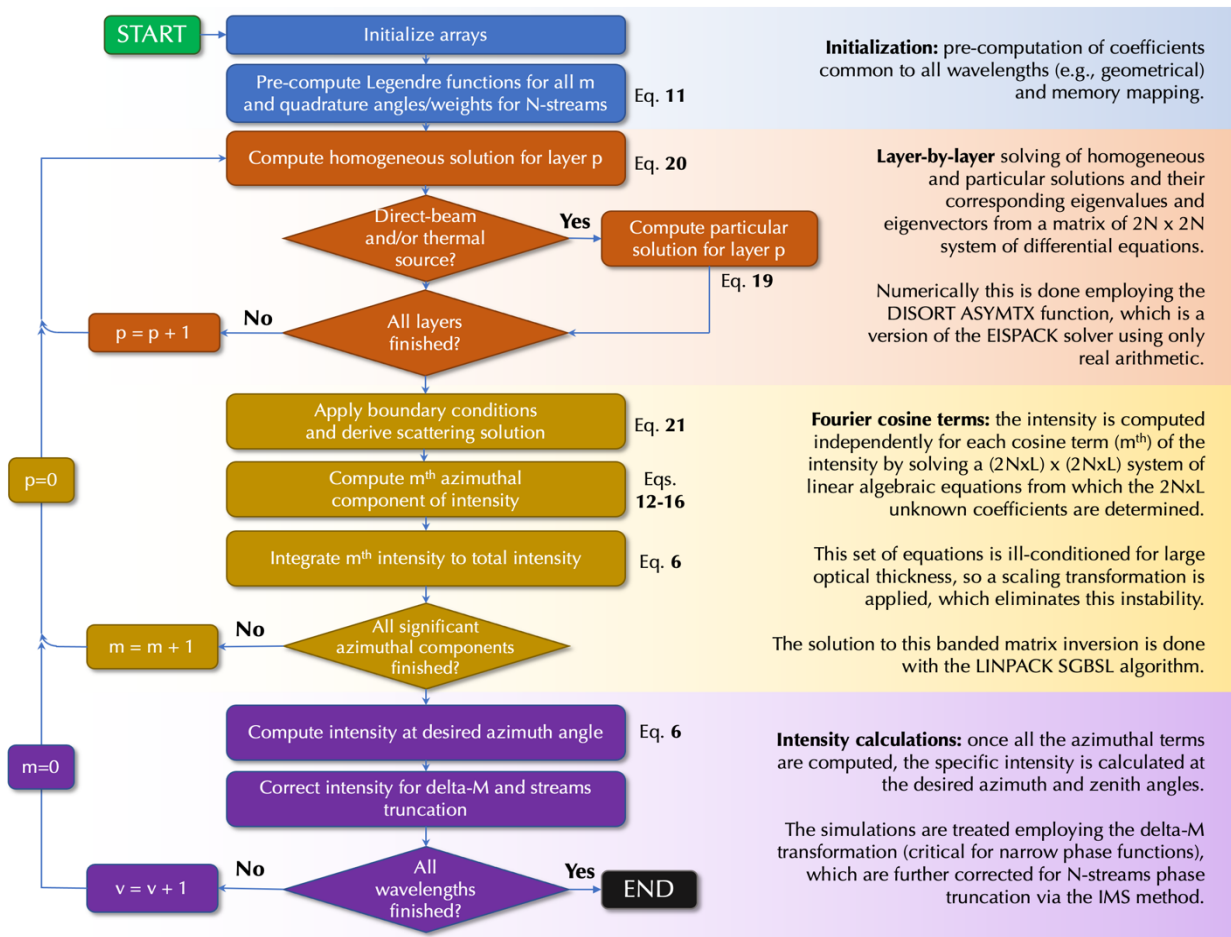 START
Initialize arrays
Pre-compute Legendre functions for all m
and quadrature angles/weights for N-streams
Eq. 11
Initialization: pre-computation of coefficients
common to all wavelengths (e.g., geometrical)
and memory mapping.
Compute homogeneous solution for layer p
Eq. 20
Direct-beam
and/or thermal
source?
Yes
Compute particular
solution for layer p
Eq. 19
All layers
finished?
No
p = p + 1
Layer-by-layer solving of homogeneous
and particular solutions and their
corresponding eigenvalues and
eigenvectors from a matrix of 2N x 2N
system of differential equations.
Numerically this is done employing the
DISORT ASYMTX function, which is a
version of the EISPACK solver using only
real arithmetic.
Apply boundary conditions
and derive scattering solution
Eq. 21
p=0
Compute mth azimuthal
component of intensity
Eqs.
12-16
Integrate mth intensity to total intensity
Eq. 6
All significant
azimuthal components
finished?
No
m = m + 1
Fourier cosine terms: the intensity is computed
independently for each cosine term (mth) of the
intensity by solving a (2NxL) x (2NxL) system of
linear algebraic equations from which the 2NxL
unknown coefficients are determined.
This set of equations is ill-conditioned for large
optical thickness, so a scaling transformation is
applied, which eliminates this instability.
The solution to this banded matrix inversion is done
with the LINPACK SGBSL algorithm.
Compute intensity at desired azimuth angle
Eq. 6
m=0
Correct intensity for delta-M and streams
truncation
All
wavelengths
finished?
No
v = v + 1
Yes
END
Intensity calculations: once all the azimuthal terms
are computed, the specific intensity is calculated at
the desired azimuth and zenith angles.
The simulations are treated employing the delta-M
transformation (critical for narrow phase functions),
which are further corrected for N-streams phase
truncation via the IMS method.